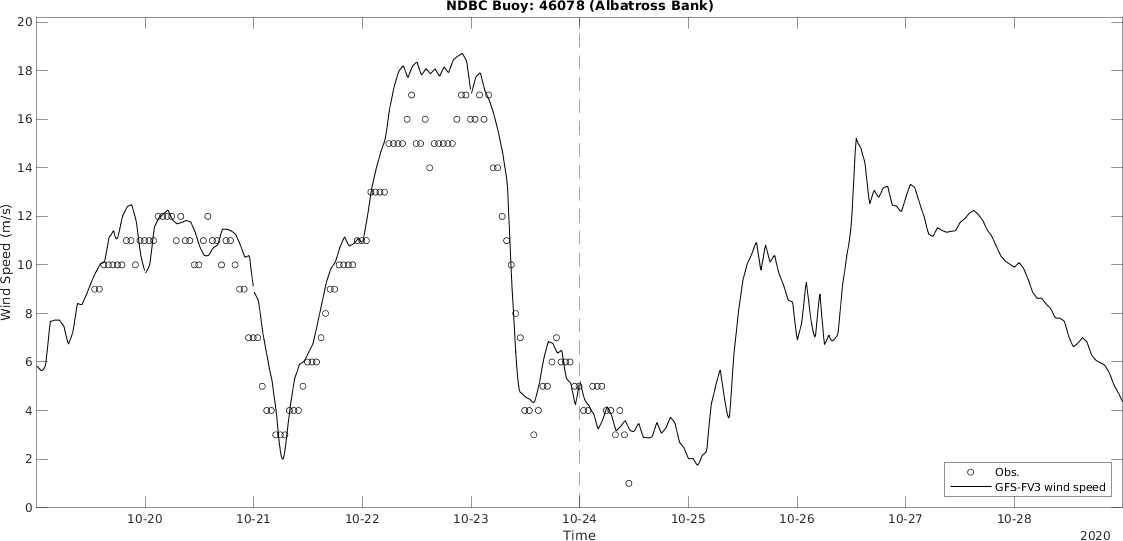 NDBC Buoy: 46078 (Albatross Bank)
20
18
16
14
12
10
8
6
4
2
0
Wind Speed (m/s)
10-20 10-21 10-22 10-23 10-24 10-25 10-26 10-27 10-28
Time
2020
Obs.
GFS-FV3 wind speed